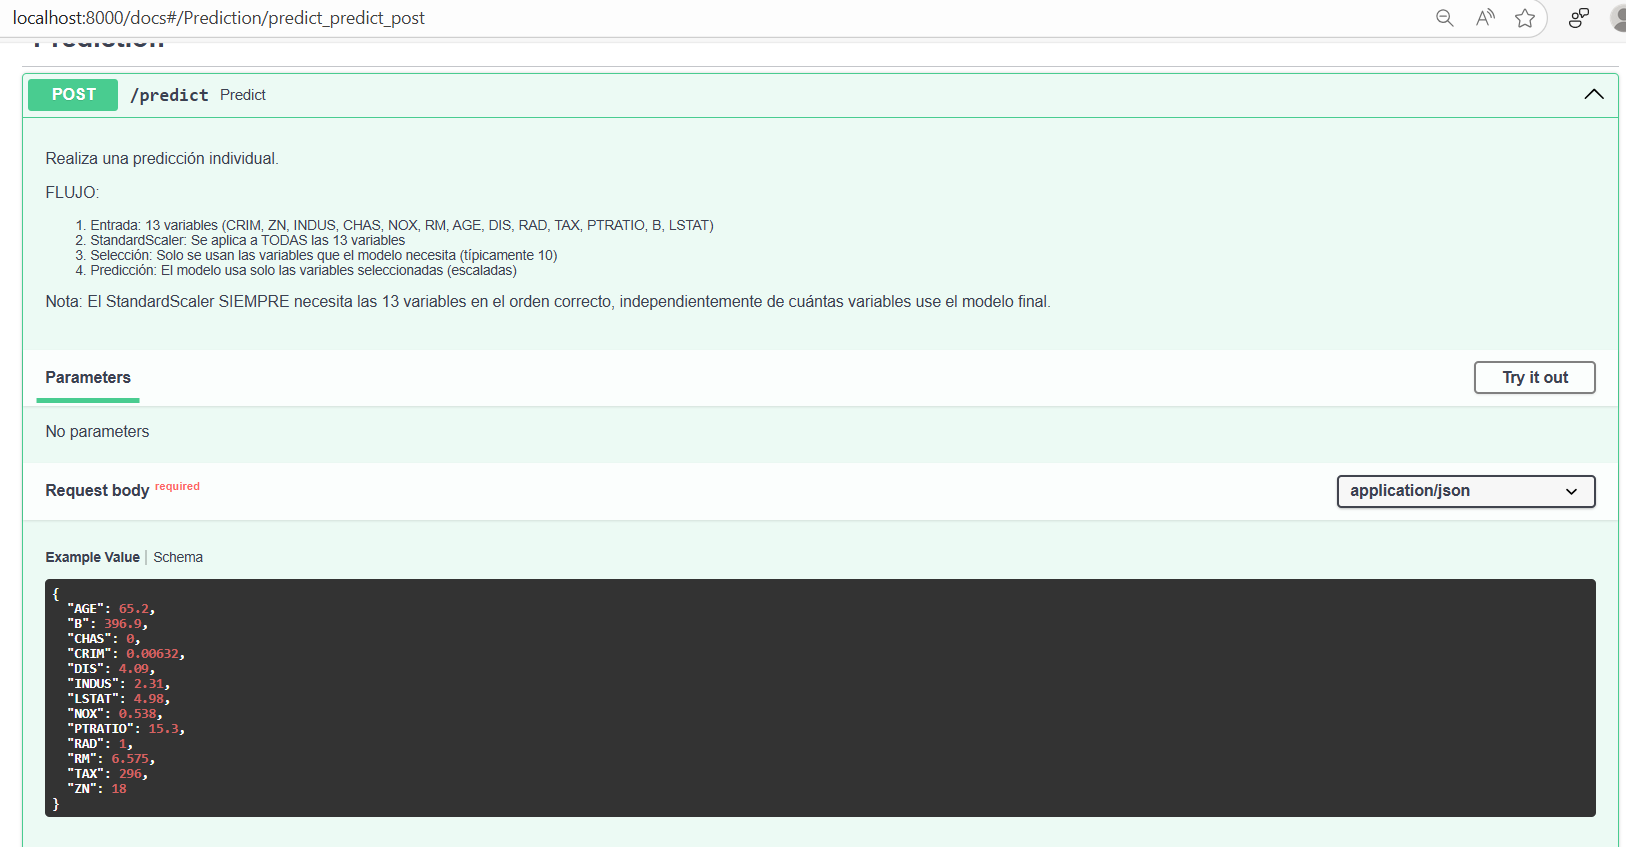 localhost:8000/docs#/Prediction/predict_predict_post
Prediction
POST /predict Predict
Realiza una predicción individual.
FLUJO:
1. Entrada: 13 variables (CRIM, ZN, INDUS, CHAS, NOX, RM, AGE, DIS, RAD, TAX, PTRATIO, B, LSTAT)
2. StandardScaler: Se aplica a TODAS las 13 variables
3. Selección: Solo se usan las variables que el modelo necesita (típicamente 10)
4. Predicción: El modelo usa solo las variables seleccionadas (escaladas)
Nota: El StandardScaler SIEMPRE necesita las 13 variables en el orden correcto, independientemente de cuántas variables use el modelo final.
Parameters
Try it out
No parameters
Request body required
application/json
Example Value | Schema
{
"AGE": 65.2,
"B": 396.9,
"CHAS": 0,
"CRIM": 0.00632,
"DIS": 4.09,
"INDUS": 2.31,
"LSTAT": 4.98,
"NOX": 0.538,
"PTRATIO": 15.3,
"RAD": 1,
"RM": 6.575,
"TAX": 296,
"ZN": 18
}